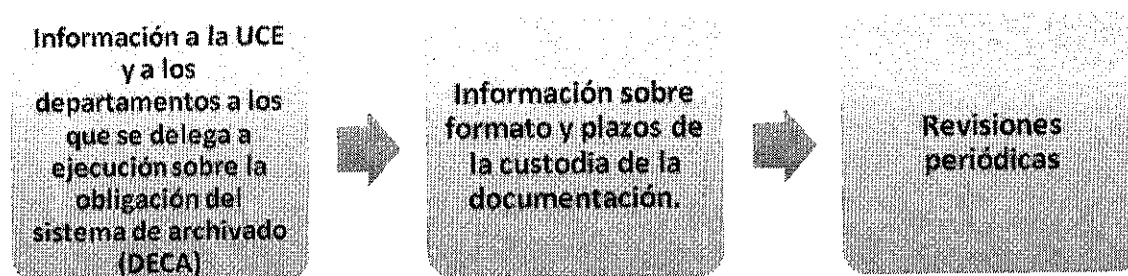 Información a la UCE
y a los
departamentos a los
que se delega a
ejecución sobre la
obligación del
sistema de archivado
(DECA)
Información sobre
formato y plazos de
la custodia de la
documentación.
Revisiones
periódicas